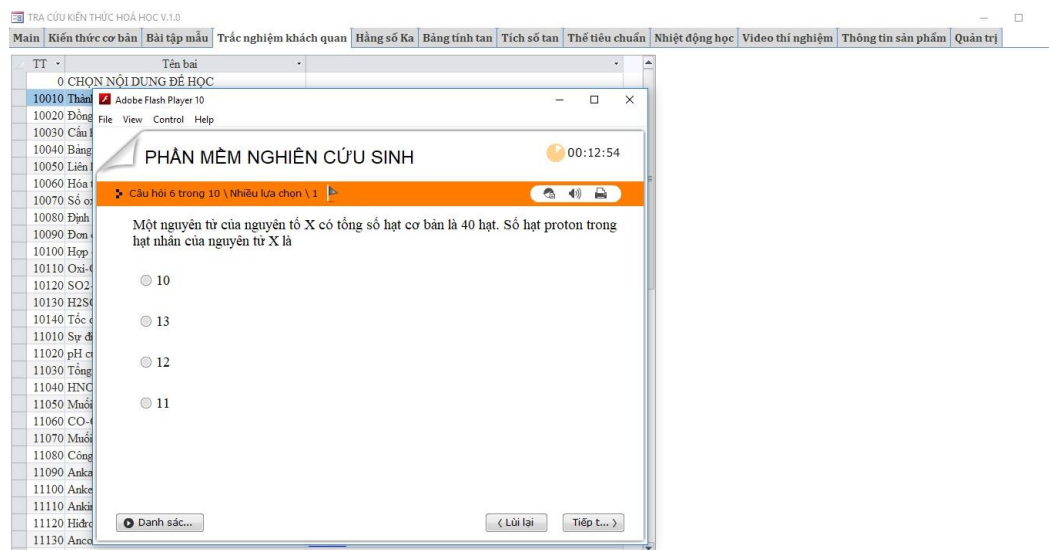 TRA CỨU KIẾN THỨC HOÁ HỌC V.1.0
Main Kiến thức cơ bản Bài tập mẫu Trắc nghiệm khách quan Hằng số Ka Bảng tính tan Tích số tan Thế tiêu chuẩn Nhiệt động học Video thí nghiệm Thông tin sản phẩm Quản trị
TT Tên bai
0 CHỌN NỘI DUNG ĐỂ HỌC
10010
10020 Đồng
10030 Cấu
10040 Bảng
10050 Liên
10060 Hóa
10070 Số
10080 Định
10090 Đơn
10100 Hợp
10110 Oxi-
10120 SO2-
10130
10140 Tốc
11010 Sự
11020 pH
11030 Tổng
11040 HNO
11050 Muối
11060 CO-
11070 Muối
11080 Công
11090 Anka
11100 Anke
11110 Anki
11120 Hiđro
11130 Anco
Adobe Flash Player 10
File View Control Help
PHẦN MỀM NGHIÊN CỨU SINH
00:12:54
Câu hỏi 6 trong 10 \ Nhiều lựa chọn \ 1
Một nguyên tử của nguyên tố X có tổng số hạt cơ bản là 40 hạt. Số hạt proton trong
hạt nhân của nguyên tử X là
10
13
12
11
Danh sác...
Lùi lại
Tiếp t...